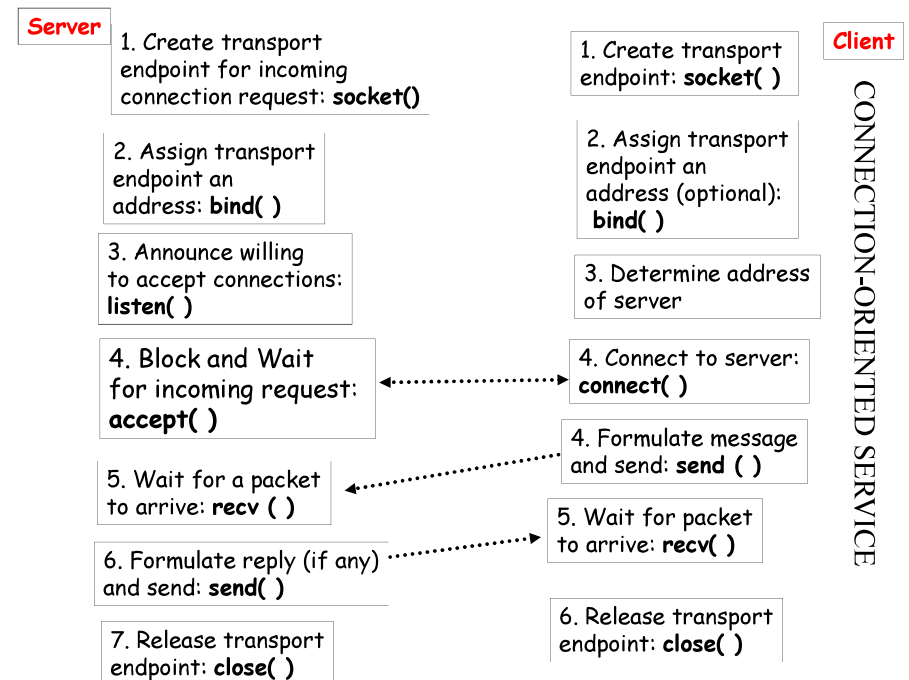 Server
1. Create transport
endpoint for incoming
connection request: socket()
2. Assign transport
endpoint an
address: bind( )
3. Announce willing
to accept connections:
listen( )
4. Block and Wait
for incoming request:
accept( )
5. Wait for a packet
to arrive: recv ( )
6. Formulate reply (if any)
and send: send( )
7. Release transport
endpoint: close( )
Client
1. Create transport
endpoint: socket( )
2. Assign transport
endpoint an
address (optional):
bind( )
3. Determine address
of server
4. Connect to server:
connect( )
4. Formulate message
and send: send ( )
5. Wait for packet
to arrive: recv( )
6. Release transport
endpoint: close( )
CONNECTION-ORIENTED SERVICE